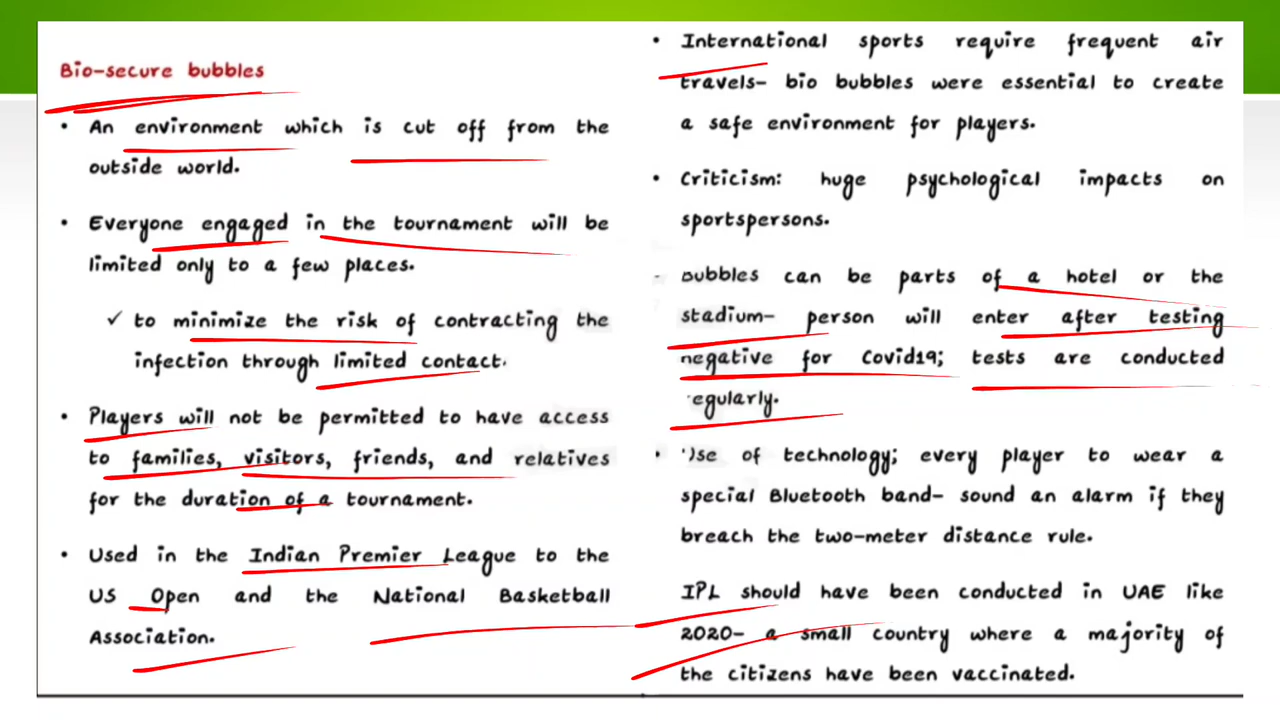 Bio-secure bubbles
• An environment which is cut off from the
outside world.
• Everyone engaged in the tournament will be
limited only to a few places.
✓ to minimize the risk of contracting the
infection through limited contact.
• Players will not be permitted to have access
to families, visitors, friends, and relatives
for the duration of a tournament.
• Used in the Indian Premier League to the
US Open and the National Basketball
Association.
• International sports require frequent air
travels- bio bubbles were essential to create
a safe environment for players.
• Criticism: huge psychological impacts on
sportspersons.
Bubbles can be parts of a hotel or the
stadium- person will enter after testing
negative for Covid19; tests are conducted
regularly.
• Use of technology; every player to wear a
special Bluetooth band- sound an alarm if they
breach the two-meter distance rule.
IPL should have been conducted in UAE like
2020- a small country where a majority of
the citizens have been vaccinated.